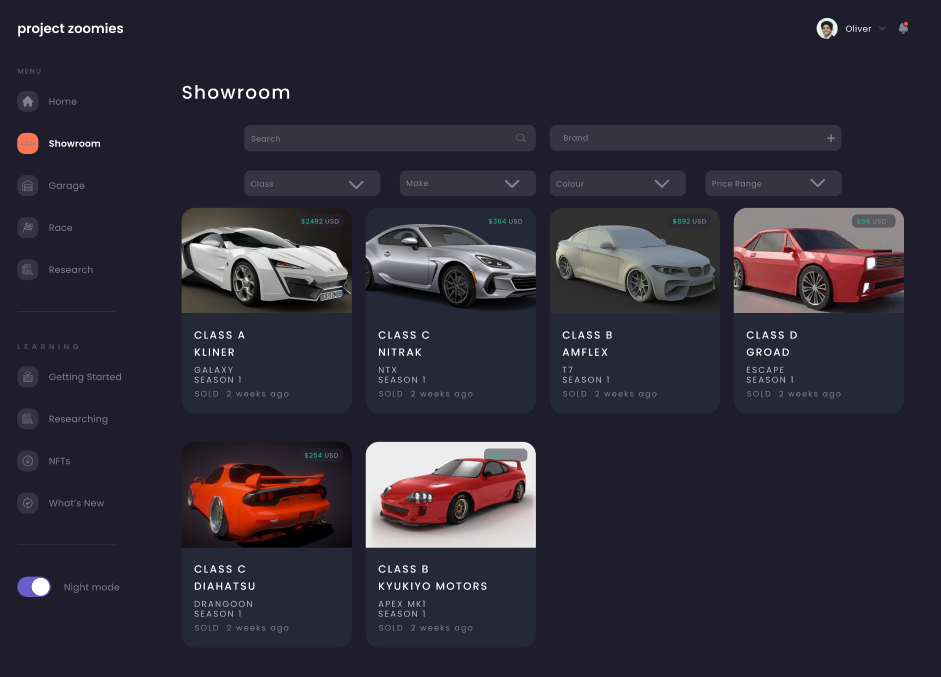 project zoomies
Oliver
MENU
Home
Showroom
Garage
Race
Research
LEARNING
Getting Started
Researching
NFTs
What's New
Night mode
Showroom
Search
Brand
Class
Make
Colour
Price Range
$2492 USD
CLASS A
KLINER
GALAXY
SEASON 1
SOLD 2 weeks ago
$364 USD
CLASS C
NITRAK
NTX
SEASON 1
SOLD 2 weeks ago
$892 USD
CLASS B
AMFLEX
T7
SEASON 1
SOLD 2 weeks ago
USD
CLASS D
GROAD
ESCAPE
SEASON 1
SOLD 2 weeks ago
$254 USD
CLASS C
DIAHATSU
DRANGOON
SEASON 1
SOLD 2 weeks ago
CLASS B
KYUKIYO MOTORS
APEX MK1
SEASON 1
SOLD 2 weeks ago